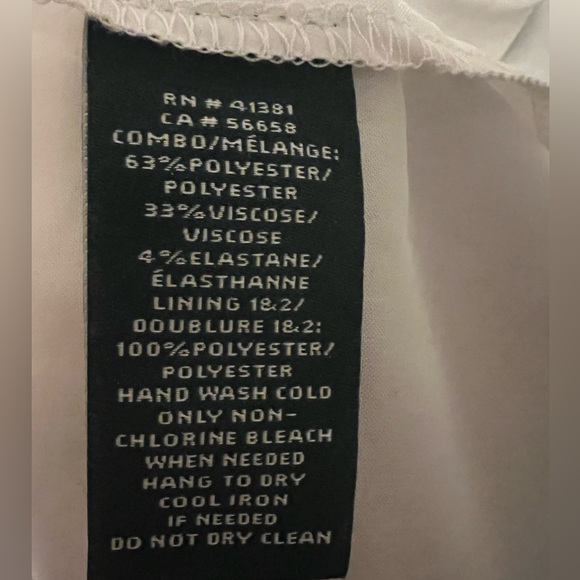 RN # 41381
CA # 56658
COMBO/MÉLANGE:
63%POLYESTER/
POLYESTER
33%VISCOSE/
VISCOSE
4%ELASTANE/
ÉLASTHANNE
LINING 1&2/
DOUBLURE 1&2:
100%POLYESTER/
POLYESTER
HAND WASH COLD
ONLY NON-
CHLORINE BLEACH
WHEN NEEDED
HANG TO DRY
COOL IRON
IF NEEDED
DO NOT DRY CLEAN